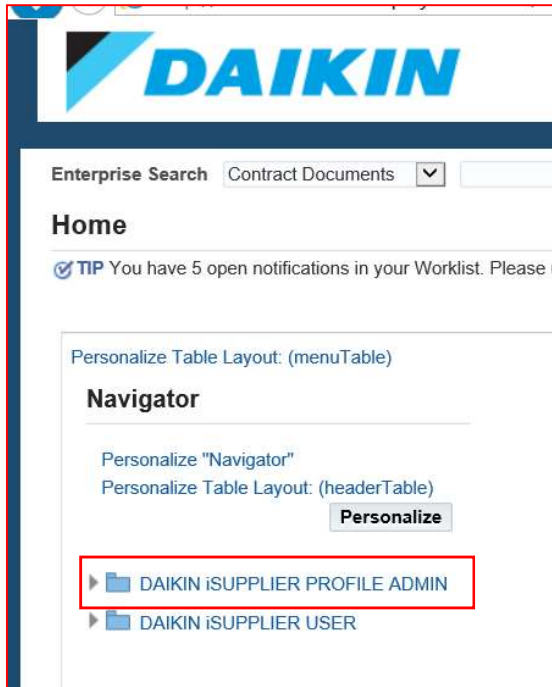 DAIKIN
Enterprise Search Contract Documents
Home
TIP You have 5 open notifications in your Worklist. Please
Personalize Table Layout: (menuTable)
Navigator
Personalize "Navigator"
Personalize Table Layout: (headerTable)
Personalize
DAIKIN iSUPPLIER PROFILE ADMIN
DAIKIN iSUPPLIER USER